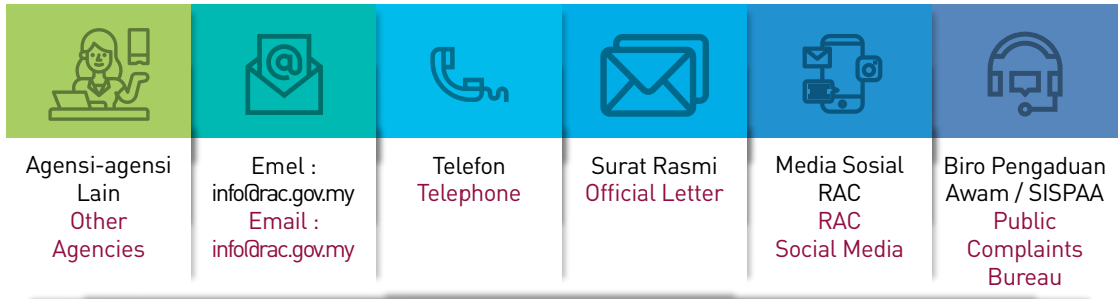 Agensi-agensi
Lain
Other
Agencies
Emel :
info@rac.gov.my
Email :
info@rac.gov.my
Telefon
Telephone
Surat Rasmi
Official Letter
Media Sosial
RAC
RAC
Social Media
Biro Pengaduan
Awam / SISPAA
Public
Complaints
Bureau